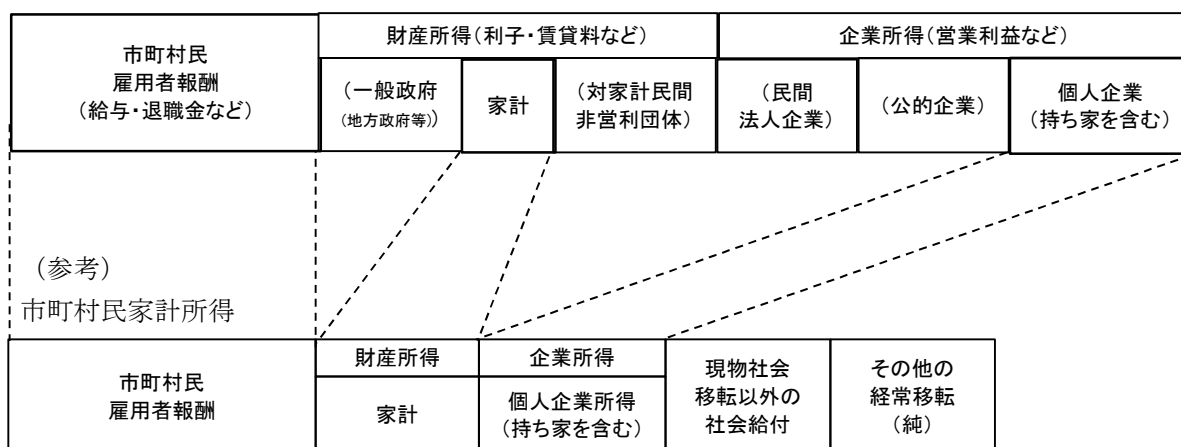 市町村民
雇用者報酬
（給与・退職金など）
財産所得（利子・賃貸料など）
企業所得（営業利益など）
（一般政府
（地方政府等））
家計
（対家計民間
非営利団体）
（民間
法人企業）
（公的企業）
個人企業
（持ち家を含む）
（参考）
市町村民家計所得
市町村民
雇用者報酬
財産所得
家計
企業所得
個人企業所得
（持ち家を含む）
現物社会
移転以外の
社会給付
その他の
経常移転
（純）